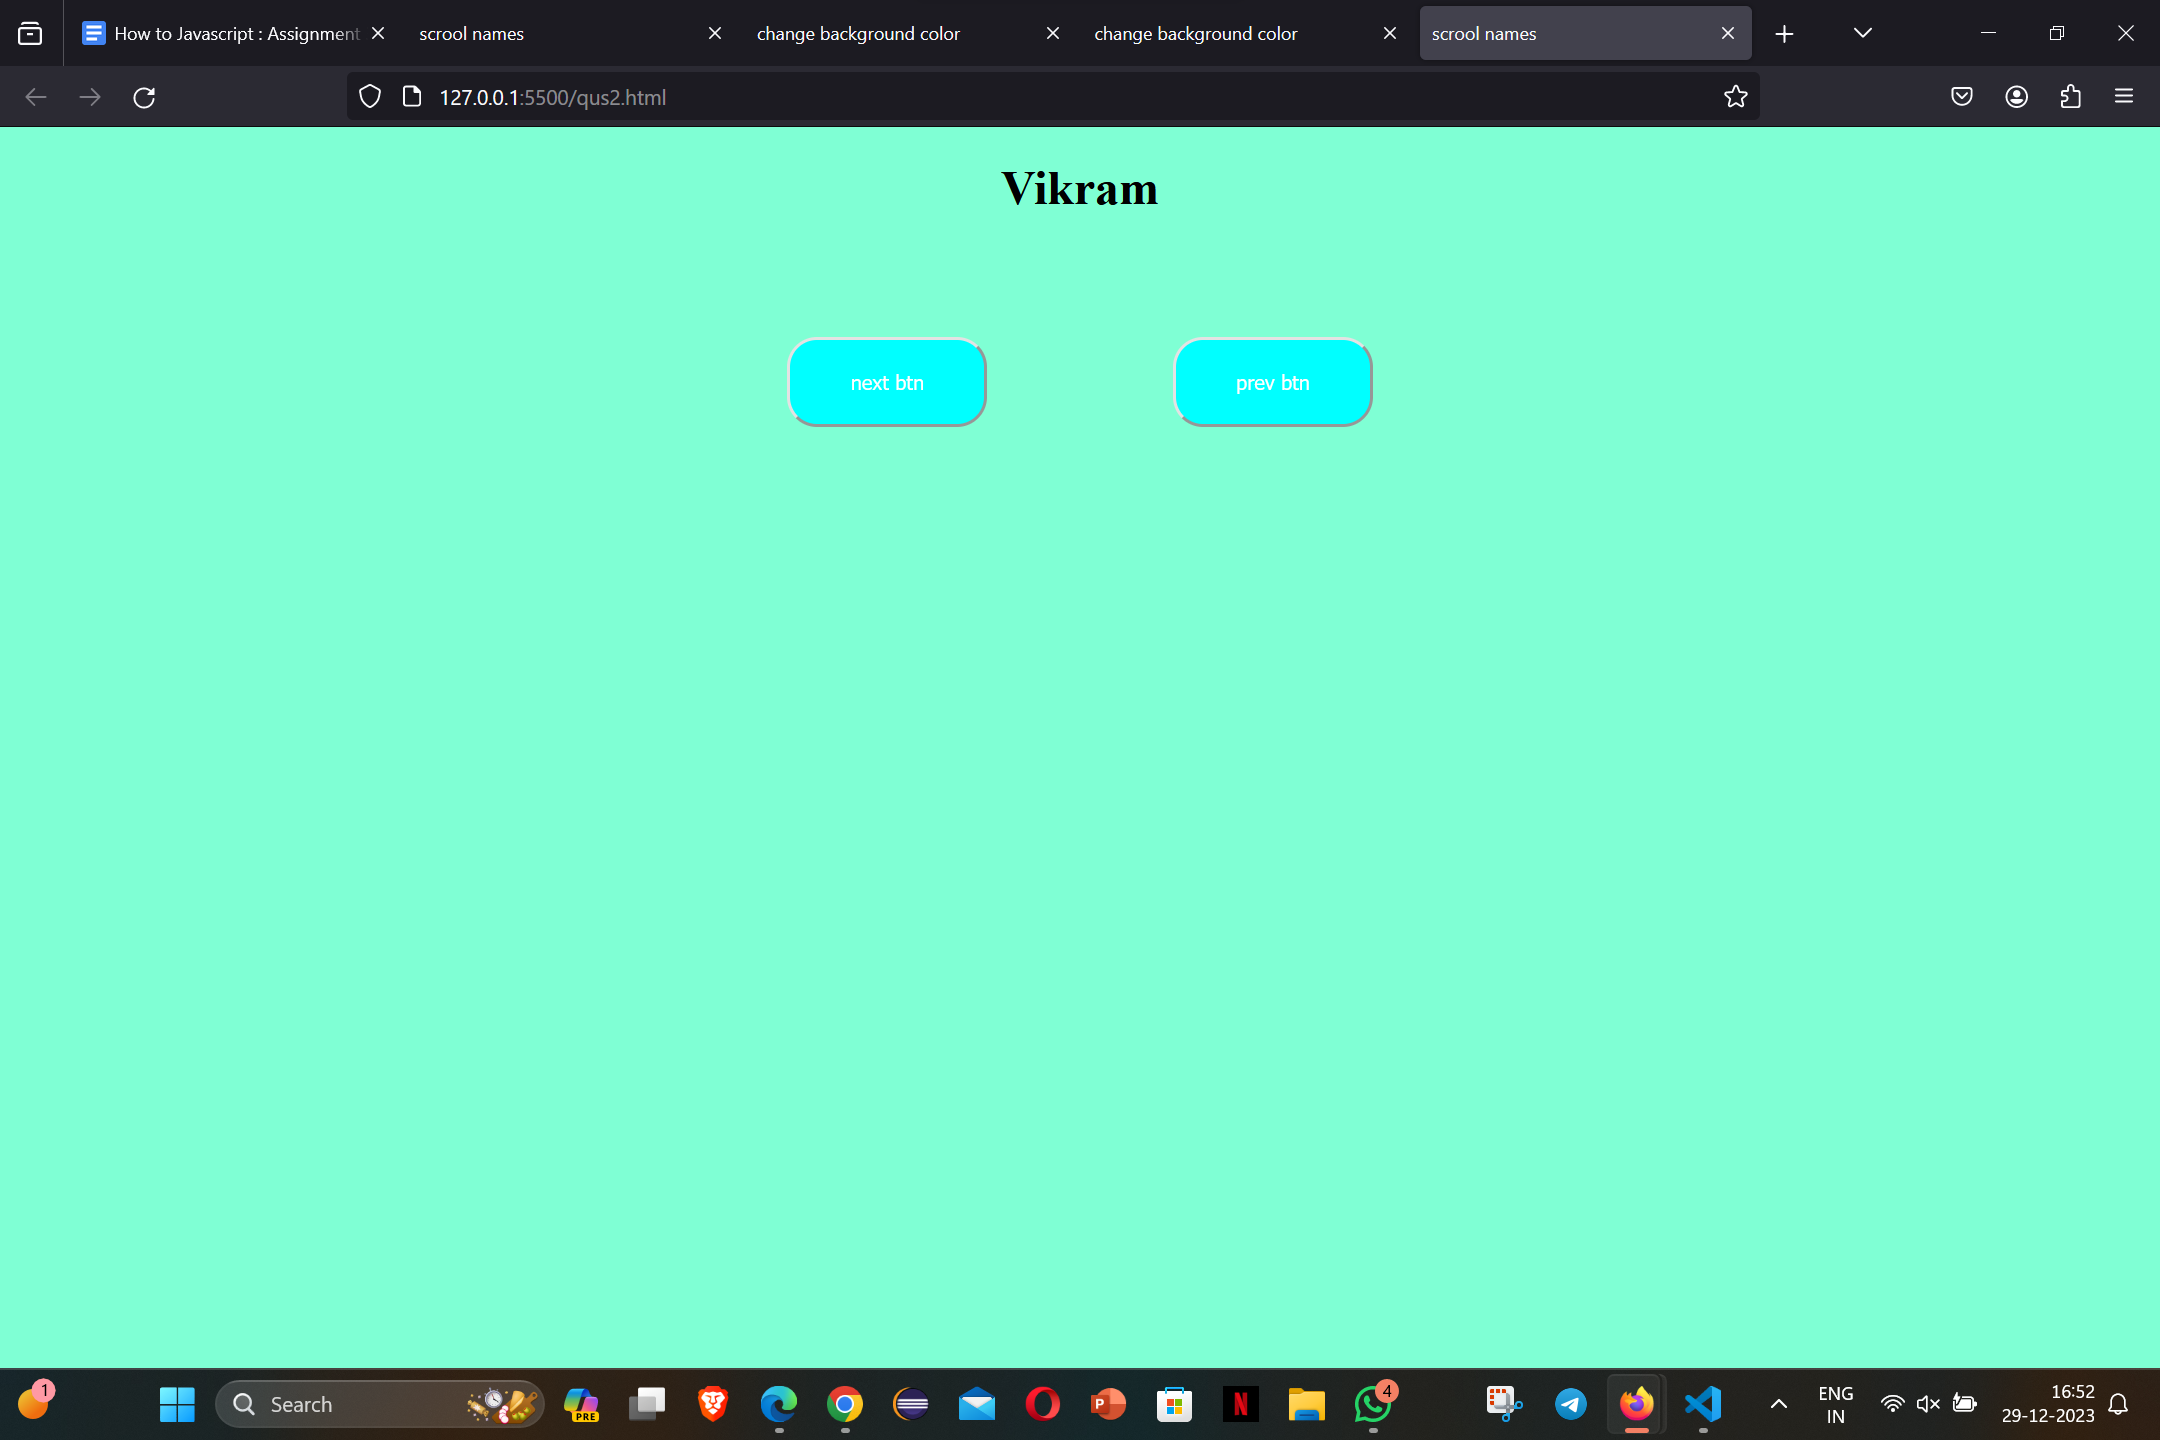 How to Javascript : Assignment
scrool names
change background color
change background color
scrool names
127.0.0.1:5500/qus2.html
Vikram
next btn
prev btn
1
Search
PRE
P
N
4
ENG
IN
16:52
29-12-2023